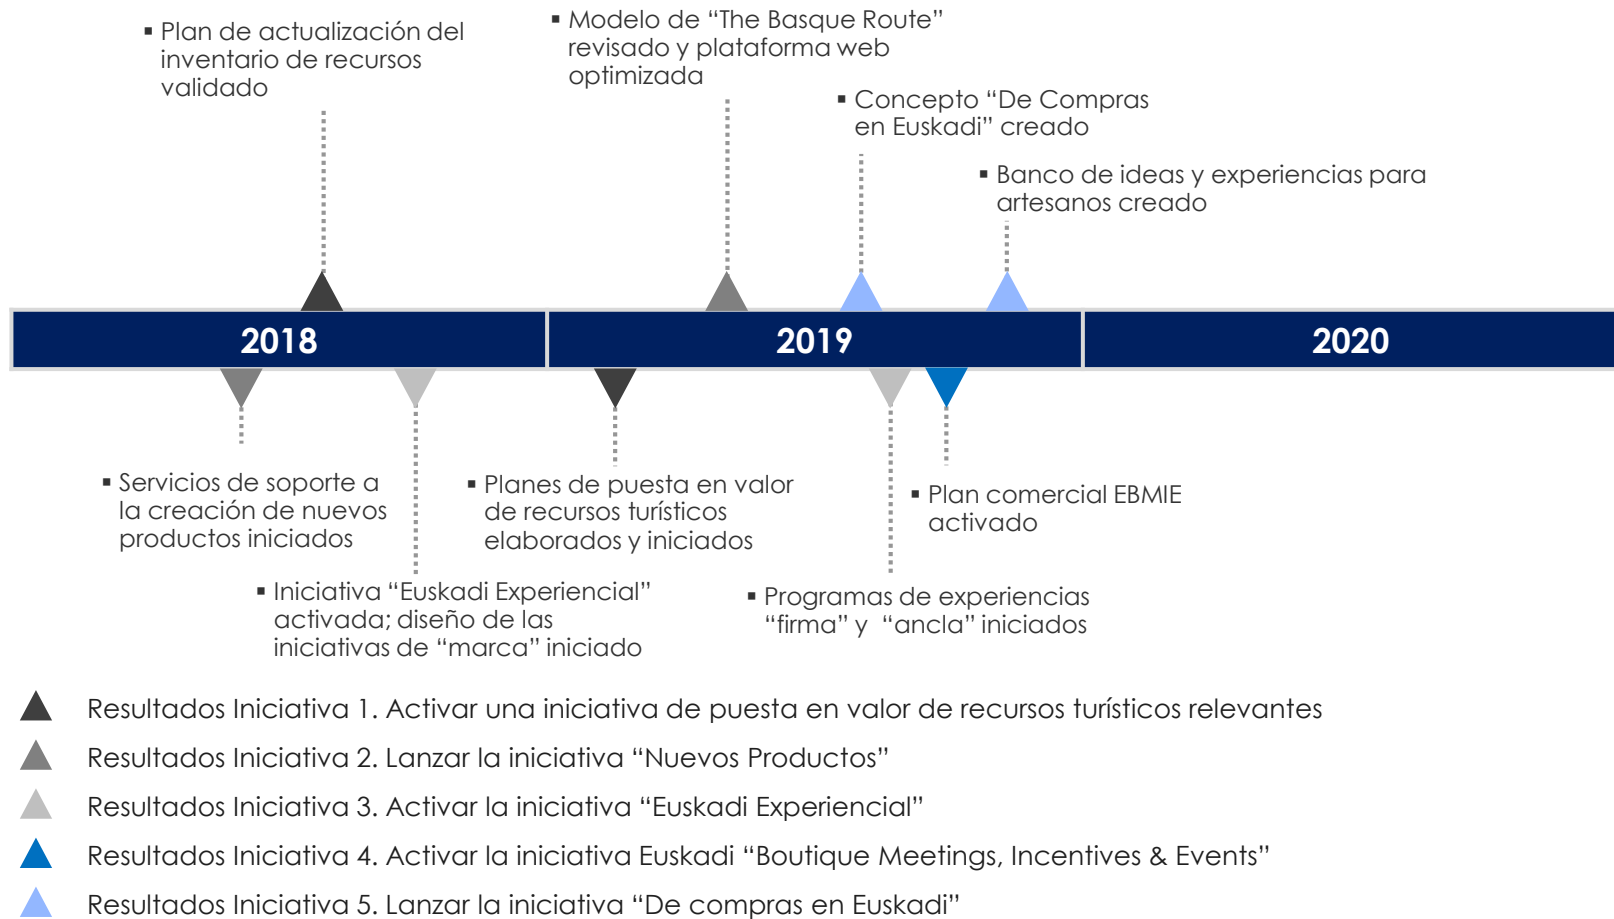 ▪ Plan de actualización del
inventario de recursos
validado
▪ Modelo de “The Basque Route”
revisado y plataforma web
optimizada
▪ Concepto “De Compras
en Euskadi” creado
▪ Banco de ideas y experiencias para
artesanos creado
2018
2019
2020
▪ Servicios de soporte a
la creación de nuevos
productos iniciados
▪ Iniciativa “Euskadi Experiencial”
activada; diseño de las
iniciativas de “marca” iniciado
▪ Planes de puesta en valor
de recursos turísticos
elaborados y iniciados
▪ Programas de experiencias
“firma” y “ancla” iniciados
▪ Plan comercial EBMIE
activado
Resultados Iniciativa 1. Activar una iniciativa de puesta en valor de recursos turísticos relevantes
Resultados Iniciativa 2. Lanzar la iniciativa “Nuevos Productos”
Resultados Iniciativa 3. Activar la iniciativa “Euskadi Experiencial”
Resultados Iniciativa 4. Activar la iniciativa Euskadi “Boutique Meetings, Incentives & Events”
Resultados Iniciativa 5. Lanzar la iniciativa “De compras en Euskadi”